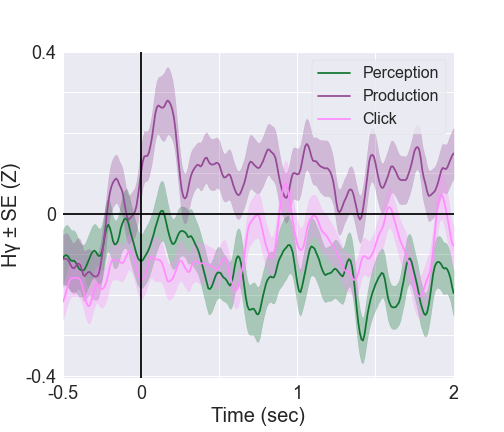 0.4
Perception
Production
Click
Hγ ± SE (Z)
0
-0.4
-0.5
0
1
2
Time (sec)